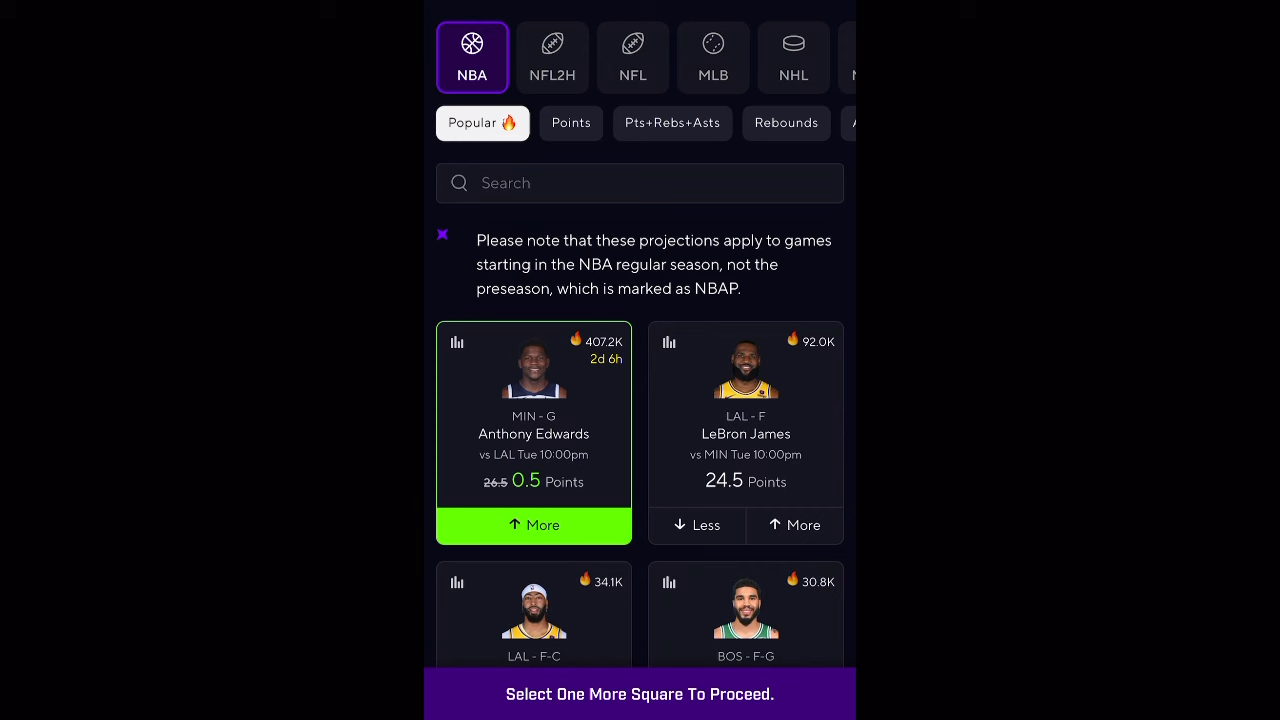 NBA
NFL2H
NFL
MLB
NHL
Popular 🔥
Points
Pts+Rebs+Asts
Rebounds
Search
Please note that these projections apply to games
starting in the NBA regular season, not the
preseason, which is marked as NBAP.
407.2K
2d 6h
MIN - G
Anthony Edwards
vs LAL Tue 10:00pm
26.5 0.5 Points
↑ More
92.0K
LAL - F
LeBron James
vs MIN Tue 10:00pm
24.5 Points
↓ Less
↑ More
34.1K
LAL - F-C
30.8K
BOS - F-G
Select One More Square To Proceed.